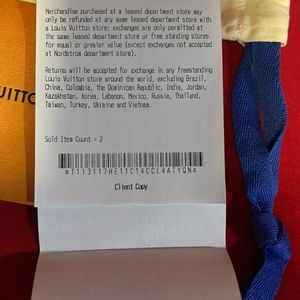 Merchandise purchased at a leased department store may
only be refunded at any same leased department store with
a Louis Vuitton store; exchanges are only permitted at
the same leased department store or free standing stores
for equal or greater value (except exchanges not accepted at
Nordstrom department store).
Returns will be accepted for exchange in any freestanding
Louis Vuitton store around the world, excluding Brazil,
China, Colombia, the Dominican Republic, India, Jordan,
Kazakhstan, Korea, Lebanon, Mexico, Russia, Thailand,
Taiwan, Turkey, Ukraine and Vietnam.
UITTON
Sold Item Count = 2
Client Copy